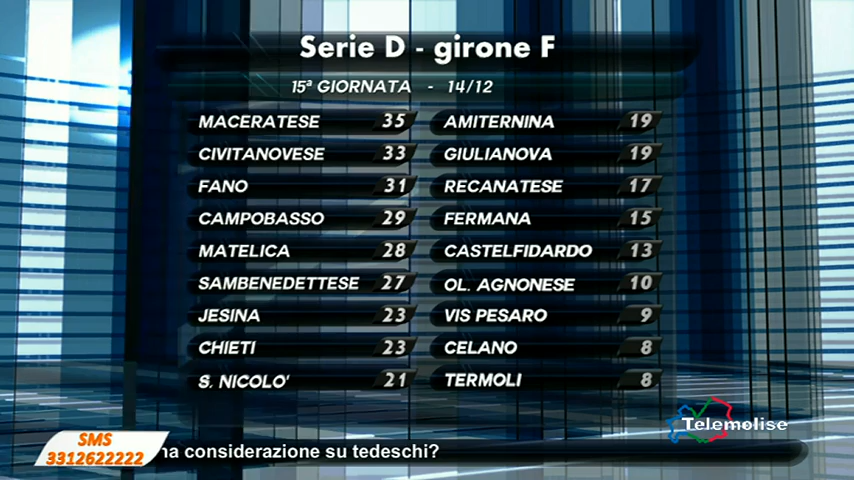 Serie D - girone F
15ª GIORNATA - 14/12
MACERATESE 35
CIVITANOVESE 33
FANO 31
CAMPOBASSO 29
MATELICA 28
SAMBENEDETTESE 27
JESINA 23
CHIETI 23
S. NICOLO' 21
AMITERNINA 19
GIULIANOVA 19
RECANATESE 17
FERMANA 15
CASTELFIDARDO 13
OL. AGNONESE 10
VIS PESARO 9
CELANO 8
TERMOLI 8
Telemolise
SMS
3312622222
na considerazione su tedeschi?